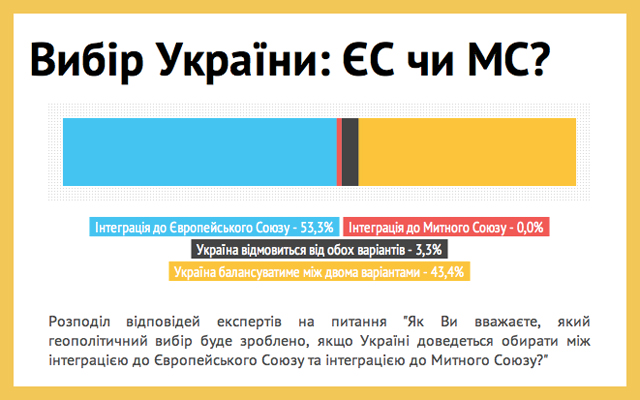 Вибір України: ЄС чи МС?
Інтеграція до Європейського Союзу - 53,3% Інтеграція до Митного Союзу - 0,0%
Україна відмовиться від обох варіантів - 3,3%
Україна балансуватиме між двома варіантами - 43,4%
Розподіл відповідей експертів на питання "Як Ви вважаєте, який
геополітичний вибір буде зроблено, якщо Україні доведеться обирати між
інтеграцією до Європейського Союзу та інтеграцією до Митного Союзу?"